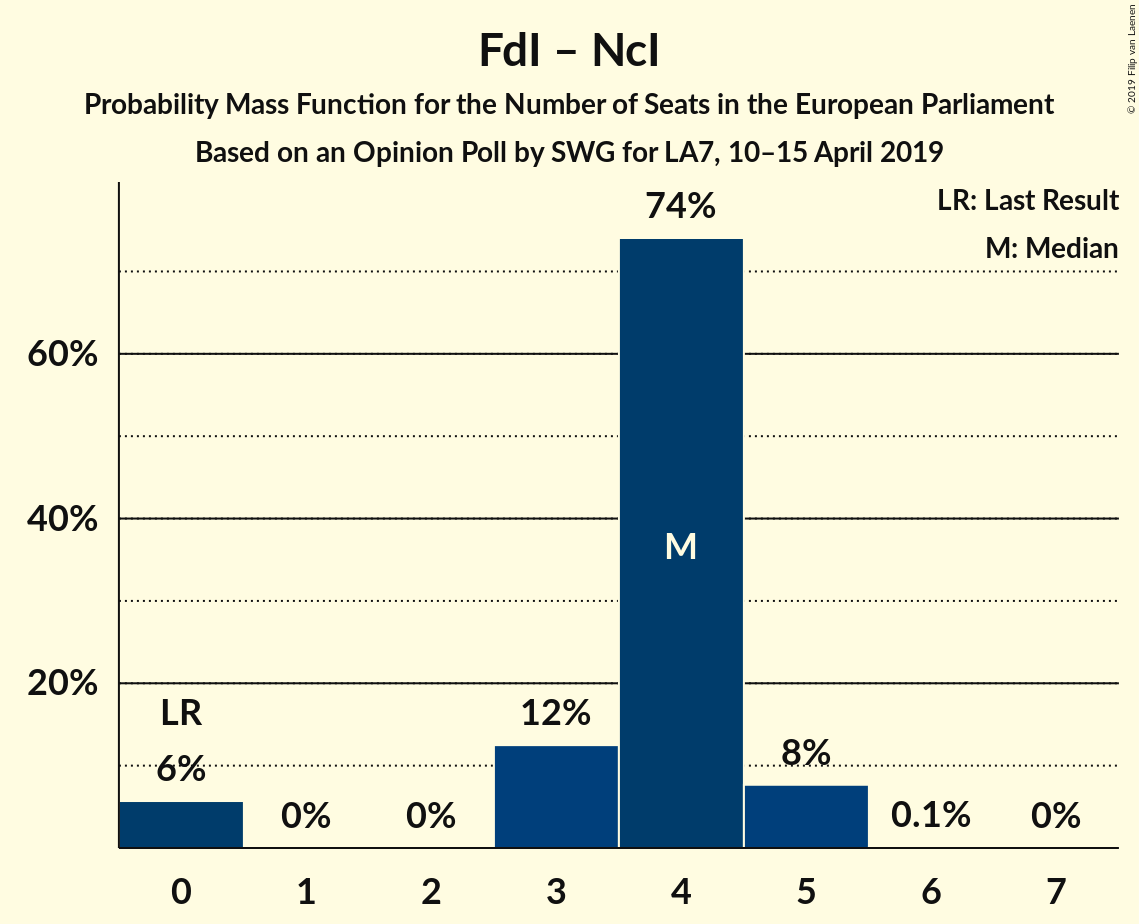 FdI – NcI
Probability Mass Function for the Number of Seats in the European Parliament
Based on an Opinion Poll by SWG for LA7, 10–15 April 2019
© 2019 Filip van Laenen
LR: Last Result
M: Median
74%
60%
40%
M
20%
LR
12%
6%
8%
0%
0%
0.1%
0%
0 1 2 3 4 5 6 7